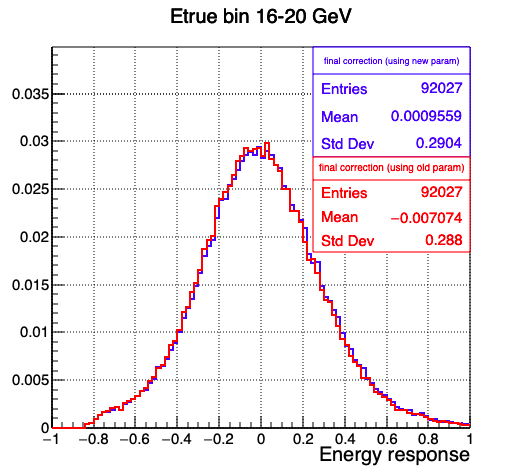 Etrue bin 16-20 GeV
final correction (using new param)
Entries 92027
Mean 0.0009559
Std Dev 0.2904
final correction (using old param)
Entries 92027
Mean −0.007074
Std Dev 0.288
0.035
0.03
0.025
0.02
0.015
0.01
0.005
0
−1 −0.8 −0.6 −0.4 −0.2 0 0.2 0.4 0.6 0.8 1
Energy response